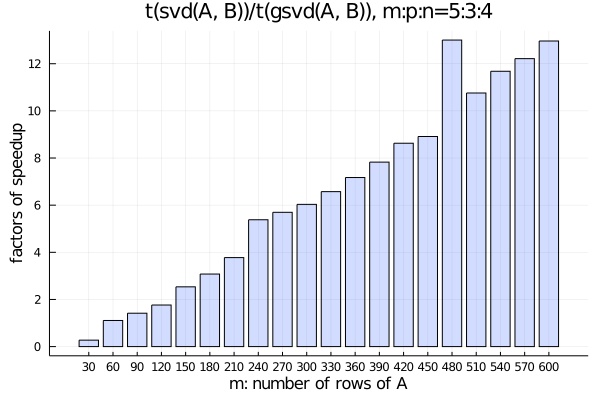 t(svd(A, B))/t(gsvd(A, B)), m:p:n=5:3:4
factors of speedup
12
10
8
6
4
2
0
30 60 90 120 150 180 210 240 270 300 330 360 390 420 450 480 510 540 570 600
m: number of rows of A